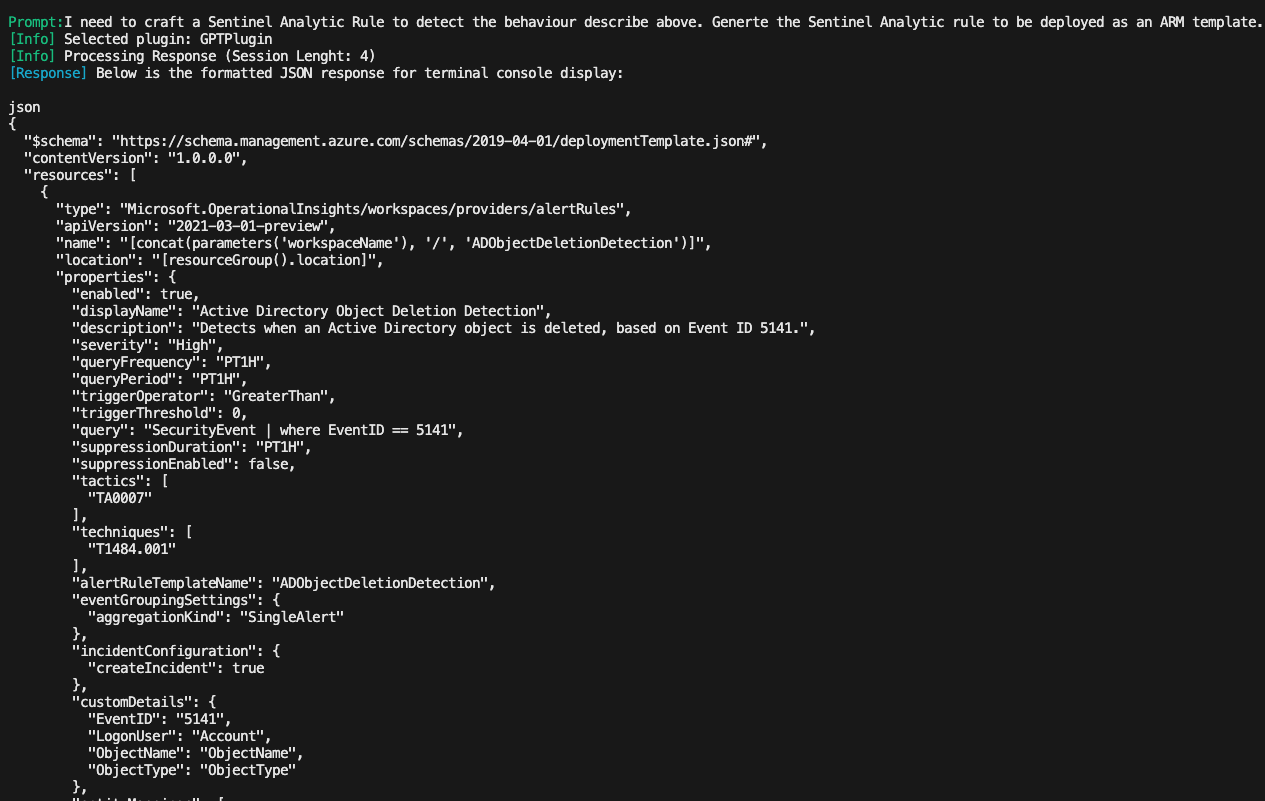 Prompt:I need to craft a Sentinel Analytic Rule to detect the behaviour describe above. Generte the Sentinel Analytic rule to be deployed as an ARM template.
[Info] Selected plugin: GPTPlugin
[Info] Processing Response (Session Lenght: 4)
[Response] Below is the formatted JSON response for terminal console display:

json
{
  "$schema": "https://schema.management.azure.com/schemas/2019-04-01/deploymentTemplate.json#",
  "contentVersion": "1.0.0.0",
  "resources": [
    {
      "type": "Microsoft.OperationalInsights/workspaces/providers/alertRules",
      "apiVersion": "2021-03-01-preview",
      "name": "[concat(parameters('workspaceName'), '/', 'ADObjectDeletionDetection')]",
      "location": "[resourceGroup().location]",
      "properties": {
        "enabled": true,
        "displayName": "Active Directory Object Deletion Detection",
        "description": "Detects when an Active Directory object is deleted, based on Event ID 5141.",
        "severity": "High",
        "queryFrequency": "PT1H",
        "queryPeriod": "PT1H",
        "triggerOperator": "GreaterThan",
        "triggerThreshold": 0,
        "query": "SecurityEvent | where EventID == 5141",
        "suppressionDuration": "PT1H",
        "suppressionEnabled": false,
        "tactics": [
          "TA0007"
        ],
        "techniques": [
          "T1484.001"
        ],
        "alertRuleTemplateName": "ADObjectDeletionDetection",
        "eventGroupingSettings": {
          "aggregationKind": "SingleAlert"
        },
        "incidentConfiguration": {
          "createIncident": true
        },
        "customDetails": {
          "EventID": "5141",
          "LogonUser": "Account",
          "ObjectName": "ObjectName",
          "ObjectType": "ObjectType"
        },